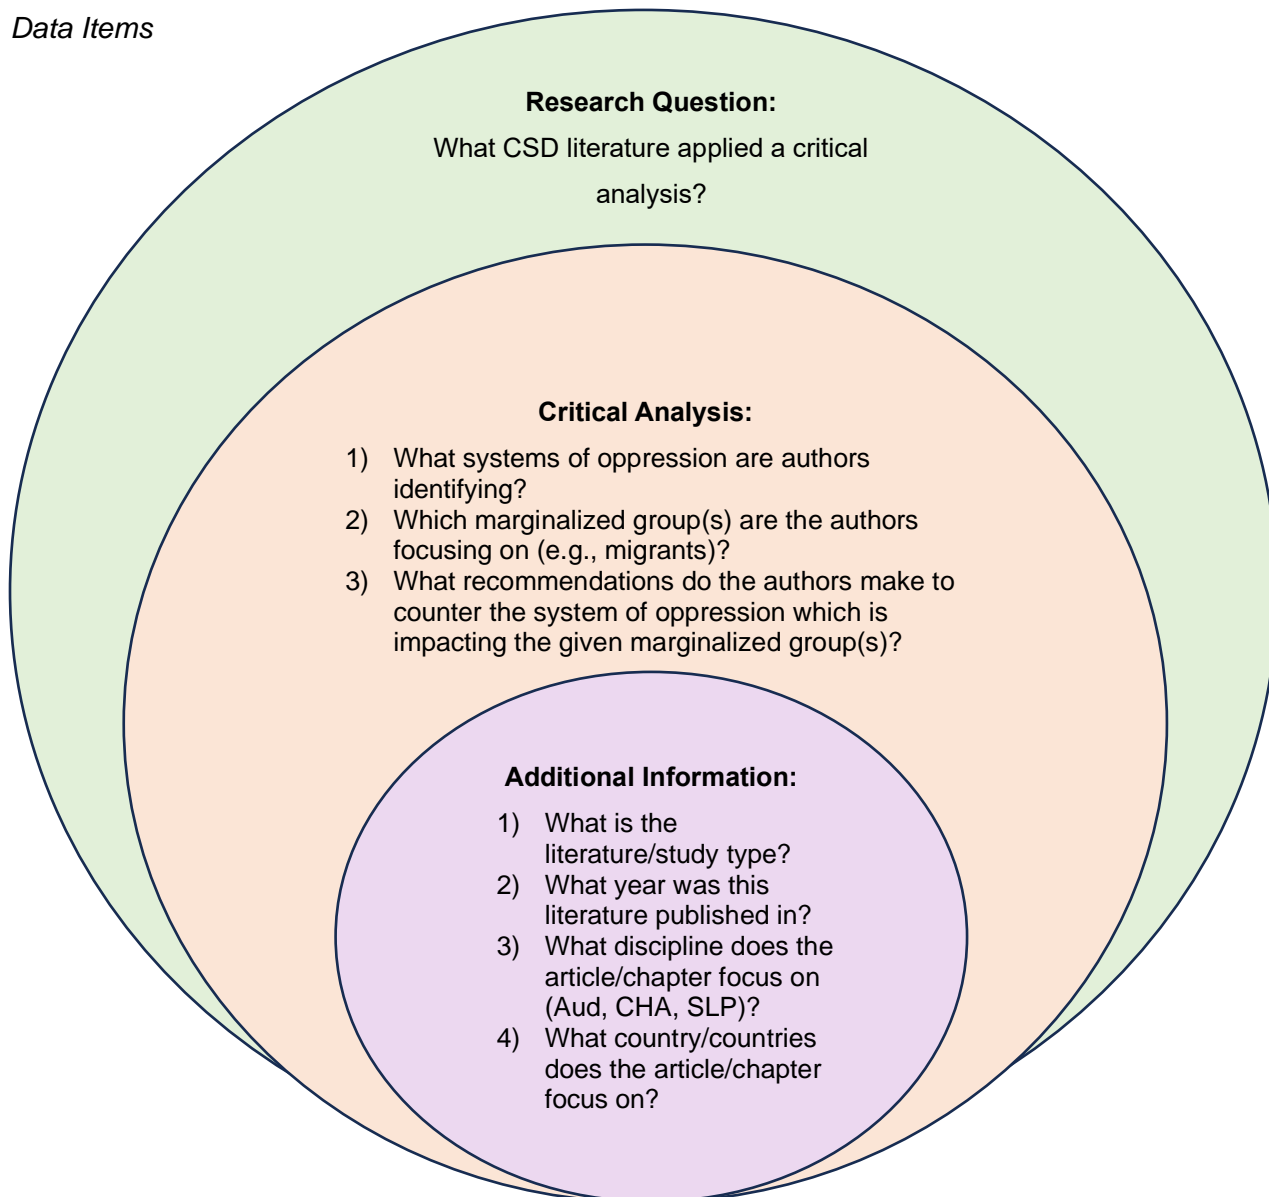 Data Items
Research Question:
What CSD literature applied a critical
analysis?
Critical Analysis:
1) What systems of oppression are authors
identifying?
2) Which marginalized group(s) are the authors
focusing on (e.g., migrants)?
3) What recommendations do the authors make to
counter the system of oppression which is
impacting the given marginalized group(s)?
Additional Information:
1) What is the
literature/study type?
2) What year was this
literature published in?
3) What discipline does the
article/chapter focus on
(Aud, CHA, SLP)?
4) What country/countries
does the article/chapter
focus on?